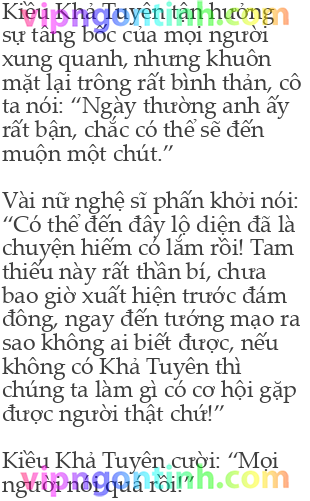 Kiều Khả Tuyên tận hưởng
sự tâng bốc của mọi người
xung quanh, nhưng khuôn
mặt lại trông rất bình thản, cô
ta nói: “Ngày thường anh ấy
rất bận, chắc có thể sẽ đến
muộn một chút.”
Vài nữ nghệ sĩ phấn khởi nói:
“Có thể đến đây lộ diện đã là
chuyện hiếm có lắm rồi! Tam
thiếu này rất thần bí, chưa
bao giờ xuất hiện trước đám
đông, ngay đến tướng mạo ra
sao không ai biết được, nếu
không có Khả Tuyên thì
chúng ta làm gì có cơ hội gặp
được người thật chứ!”
Kiều Khả Tuyên cười: “Mọi
người nói quá rồi!”
vipngontinh.com
vipngontinh.com